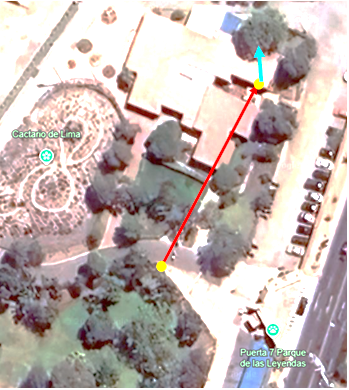 Cactario de Lima
Puerta 7 Parque
de las Leyendas